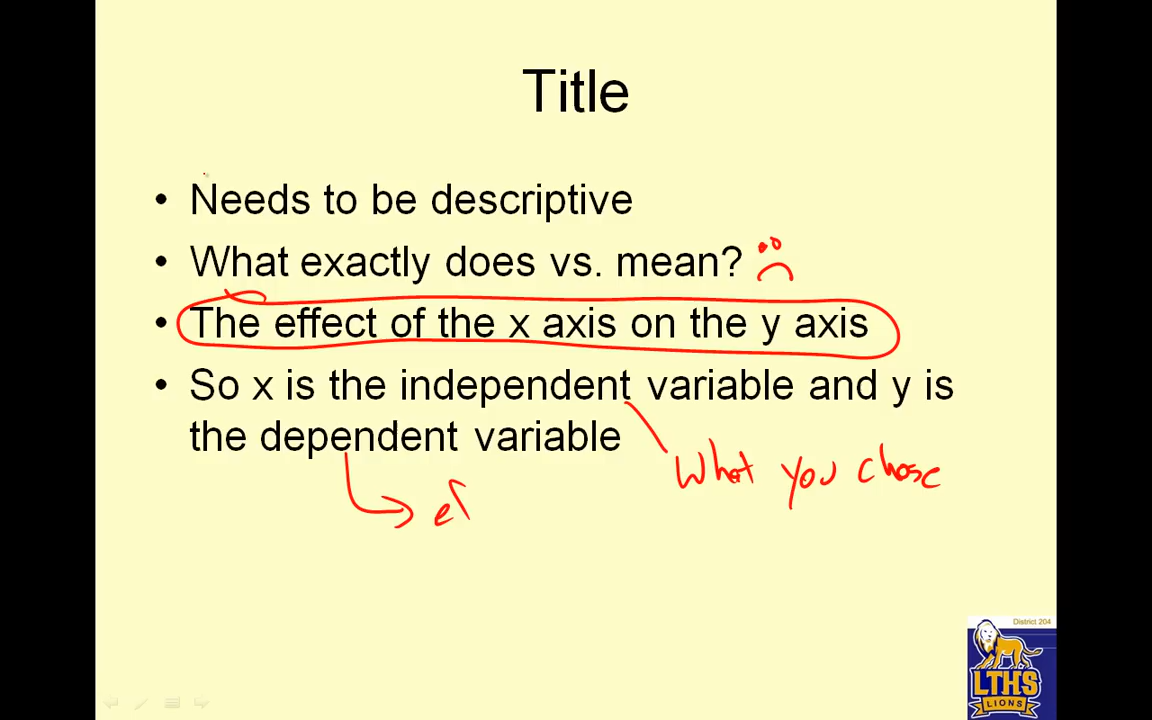 Title
• Needs to be descriptive
• What exactly does vs. mean?
• The effect of the x axis on the y axis
• So x is the independent variable and y is
the dependent variable
What you chose
ef
District 204
LTHS
LIONS